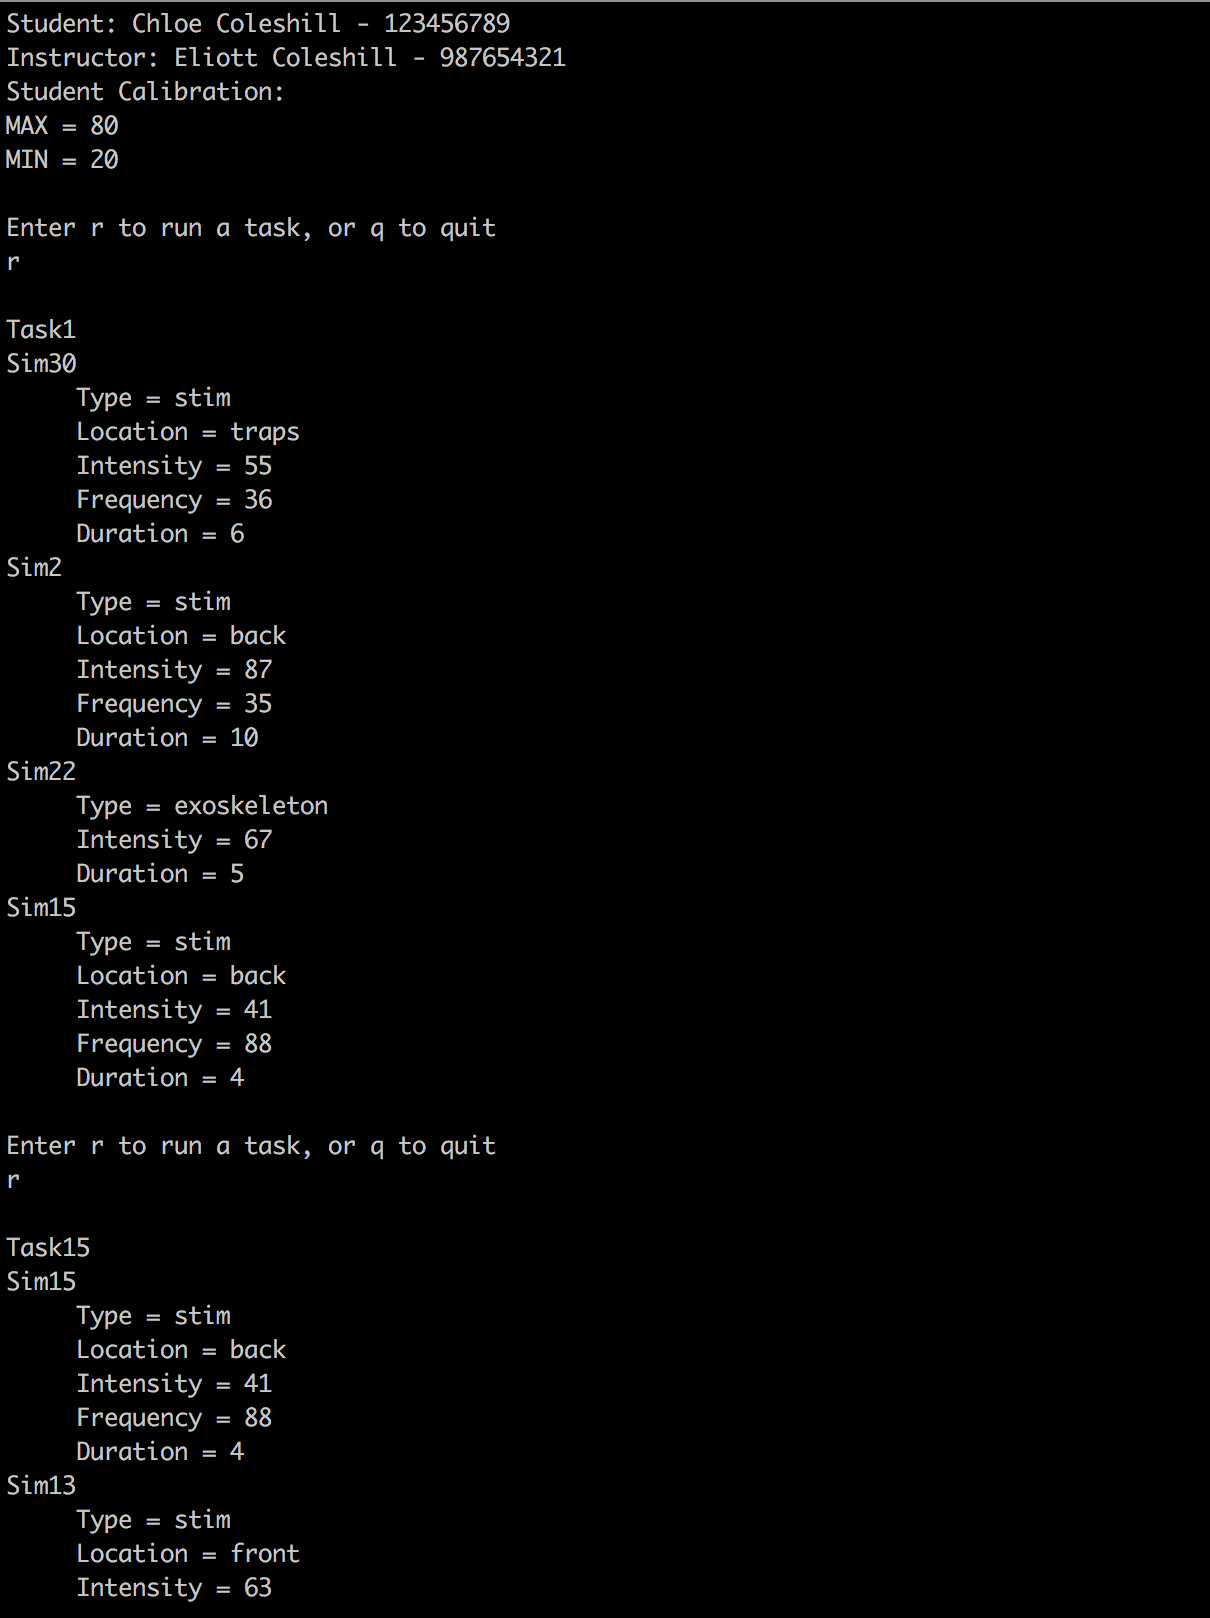 Student: Chloe Coleshill - 123456789
Instructor: Eliott Coleshill - 987654321
Student Calibration:
MAX = 80
MIN = 20
Enter r to run a task, or q to quit
r
Task1
Sim30
Type = stim
Location = traps
Intensity = 55
Frequency = 36
Duration = 6
Sim2
Type = stim
Location = back
Intensity = 87
Frequency = 35
Duration = 10
Sim22
Type = exoskeleton
Intensity = 67
Duration = 5
Sim15
Type = stim
Location = back
Intensity = 41
Frequency = 88
Duration = 4
Enter r to run a task, or q to quit
r
Task15
Sim15
Type = stim
Location = back
Intensity = 41
Frequency = 88
Duration = 4
Sim13
Type = stim
Location = front
Intensity = 63